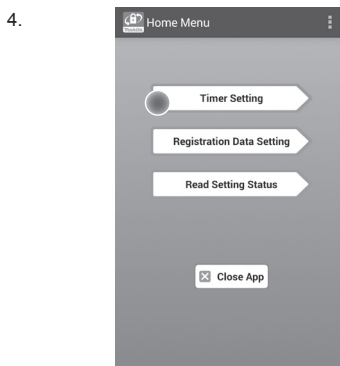 4.
Home Menu
Timer Setting
Registration Data Setting
Read Setting Status
Close App